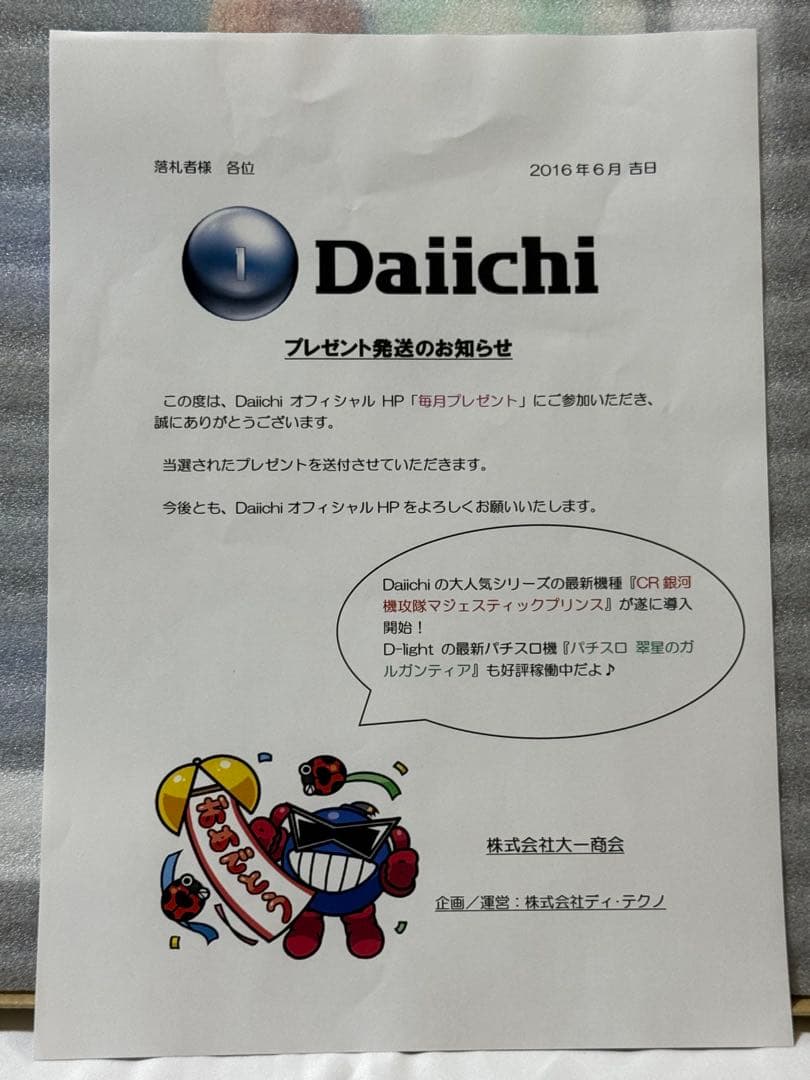 落札者様　各位
2016年6月 吉日
I Daiichi
プレゼント発送のお知らせ
この度は、Daiichi オフィシャル HP「毎月プレゼント」にご参加いただき、
誠にありがとうございます。
当選されたプレゼントを送付させていただきます。
今後とも、Daiichi オフィシャル HP をよろしくお願いいたします。
Daiichi の大人気シリーズの最新機種『CR 銀河
機攻隊マジェスティックプリンス』が遂に導入
開始！
D-light の最新パチスロ機『パチスロ 翠星のガ
ルガンティア』も好評稼働中だよ♪
おめでとう
株式会社大一商会
企画／運営：株式会社ディ・テクノ